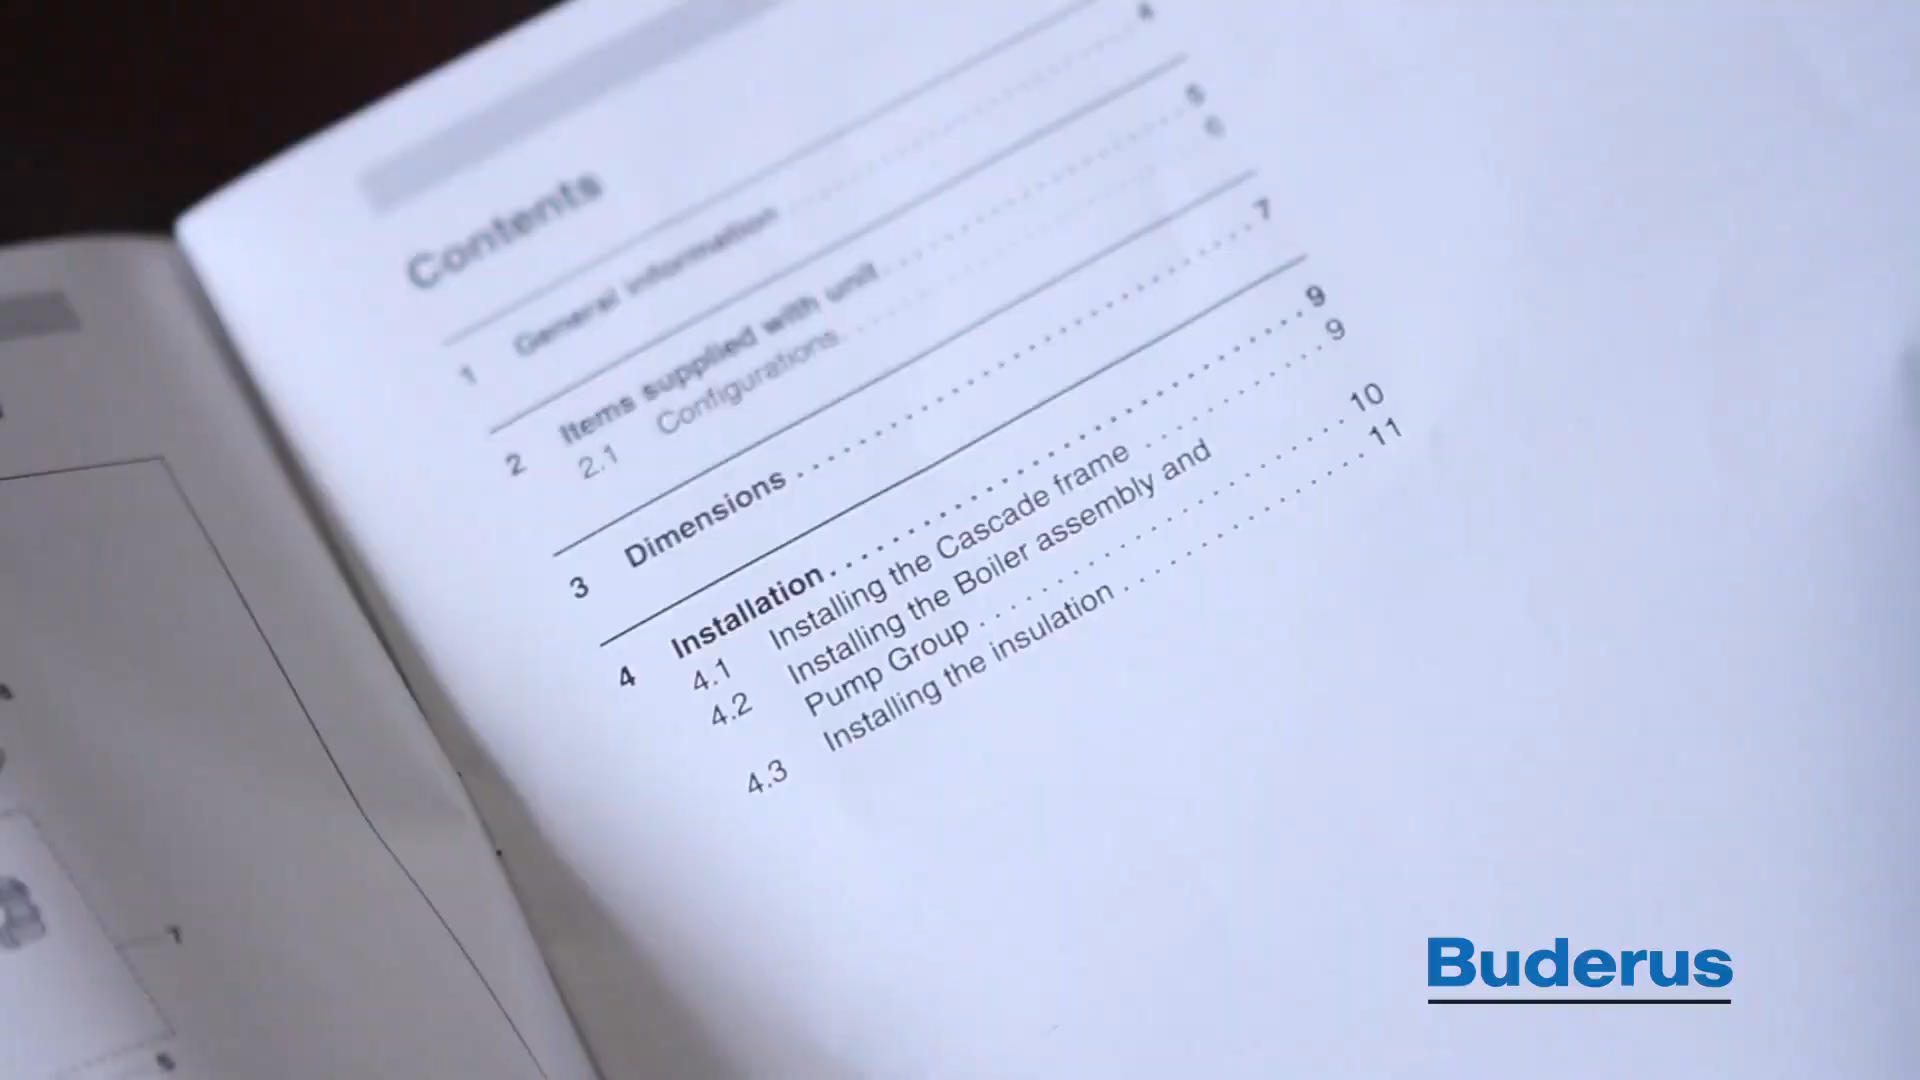 Contents
1 General information 4
2 Items supplied with unit 5
2.1 Configurations 6
3 Dimensions 7
4 Installation 9
4.1 Installing the Cascade frame 9
4.2 Installing the Boiler assembly and
Pump Group 10
4.3 Installing the insulation 11
7
5
Buderus